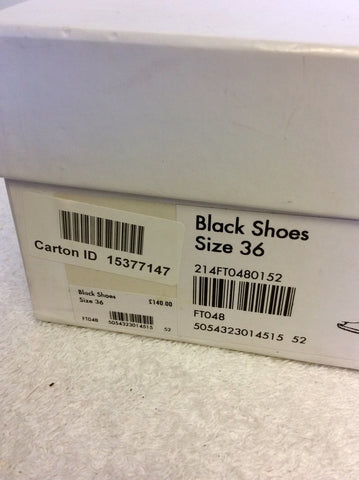 Carton ID 15377147
Black Shoes £140.00
Size 36
FT048 5054323014515 52
Black Shoes
Size 36
214FT0480152
FT048
5054323014515 52